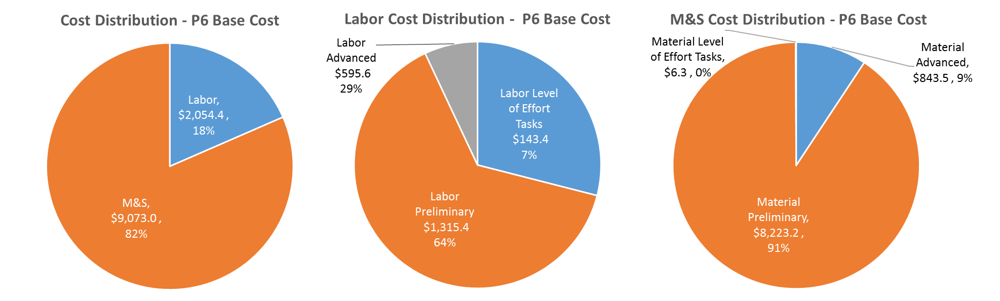 Cost Distribution - P6 Base Cost
Labor,
$2,054.4 ,
18%
M&S,
$9,073.0 ,
82%
Labor Cost Distribution -  P6 Base Cost
Labor
Advanced
$595.6
29%
Labor Level
of Effort
Tasks
$143.4
7%
Labor
Preliminary
$1,315.4
64%
M&S Cost Distribution - P6 Base Cost
Material Level
of Effort Tasks,
$6.3 , 0%
Material
Advanced,
$843.5 , 9%
Material
Preliminary,
$8,223.2 ,
91%